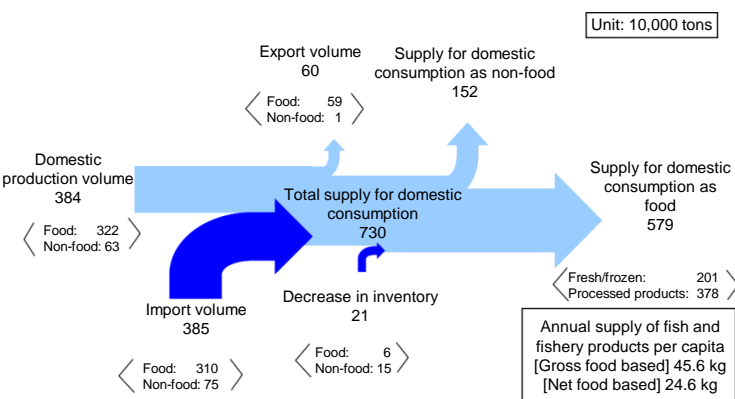 Unit: 10,000 tons
Export volume
60
Food: 59
Non-food: 1
Supply for domestic
consumption as non-food
152
Domestic
production volume
384
Food: 322
Non-food: 63
Total supply for domestic
consumption
730
Supply for domestic
consumption as
food
579
Fresh/frozen: 201
Processed products: 378
Import volume
385
Food: 310
Non-food: 75
Decrease in inventory
21
Food: 6
Non-food: 15
Annual supply of fish and
fishery products per capita
[Gross food based] 45.6 kg
[Net food based] 24.6 kg